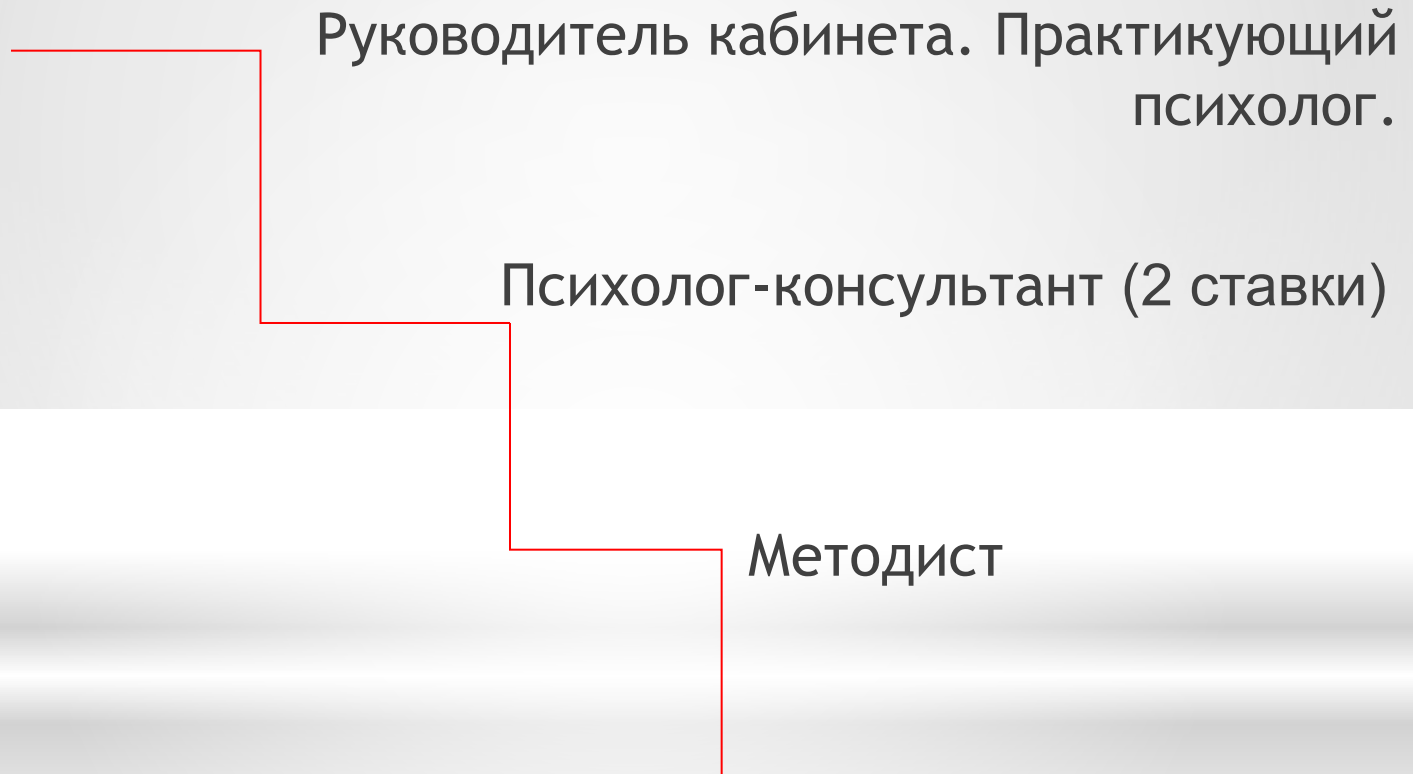 Руководитель кабинета. Практикующий
психолог.
Психолог-консультант (2 ставки)
Методист